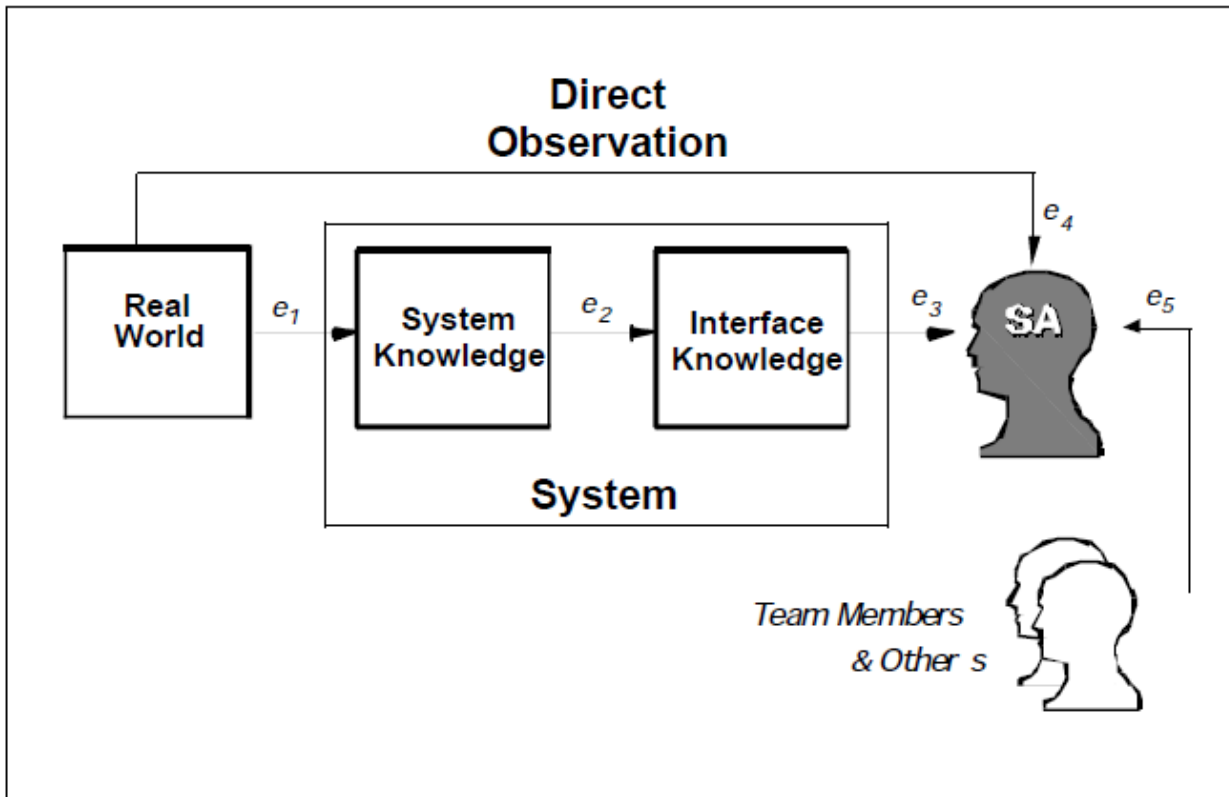 Direct
Observation
e4
Real
World
e1
System
Knowledge
e2
Interface
Knowledge
e3
SA
e5
System
Team Members
& Other s